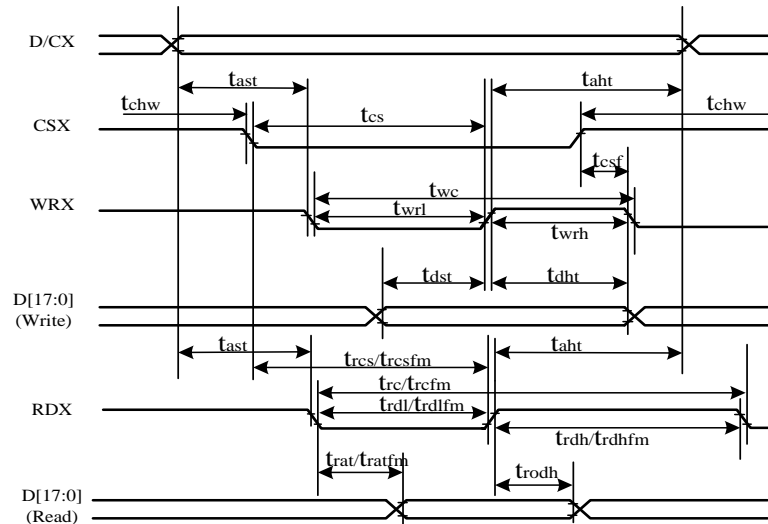 D/CX
tast
taht
tchw
tcs
tchw
CSX
tcsf
twc
WRX
twrl
twrh
tdst
tdht
D[17:0]
(Write)
tast
trcs/trcsfm
taht
trc/trcfm
RDX
trdl/trdlfm
trdh/trdhfm
trat/tratfm
trodh
D[17:0]
(Read)